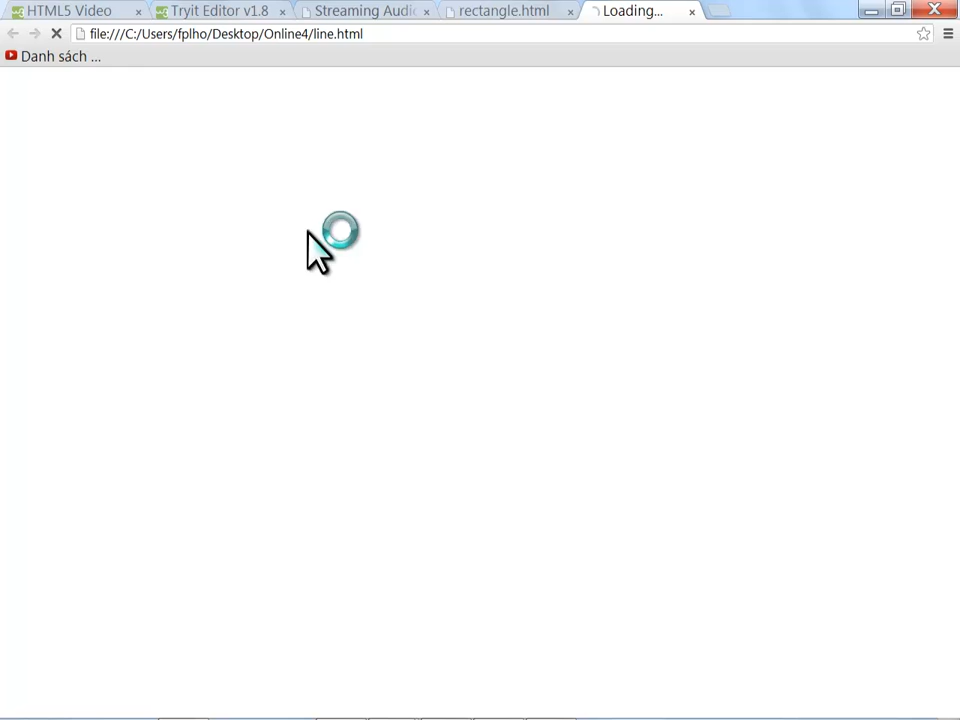 HTML5 Video
Tryit Editor v1.8
Streaming Audi
rectangle.html
Loading...
file:///C:/Users/fplho/Desktop/Online4/line.html
Danh sách ...